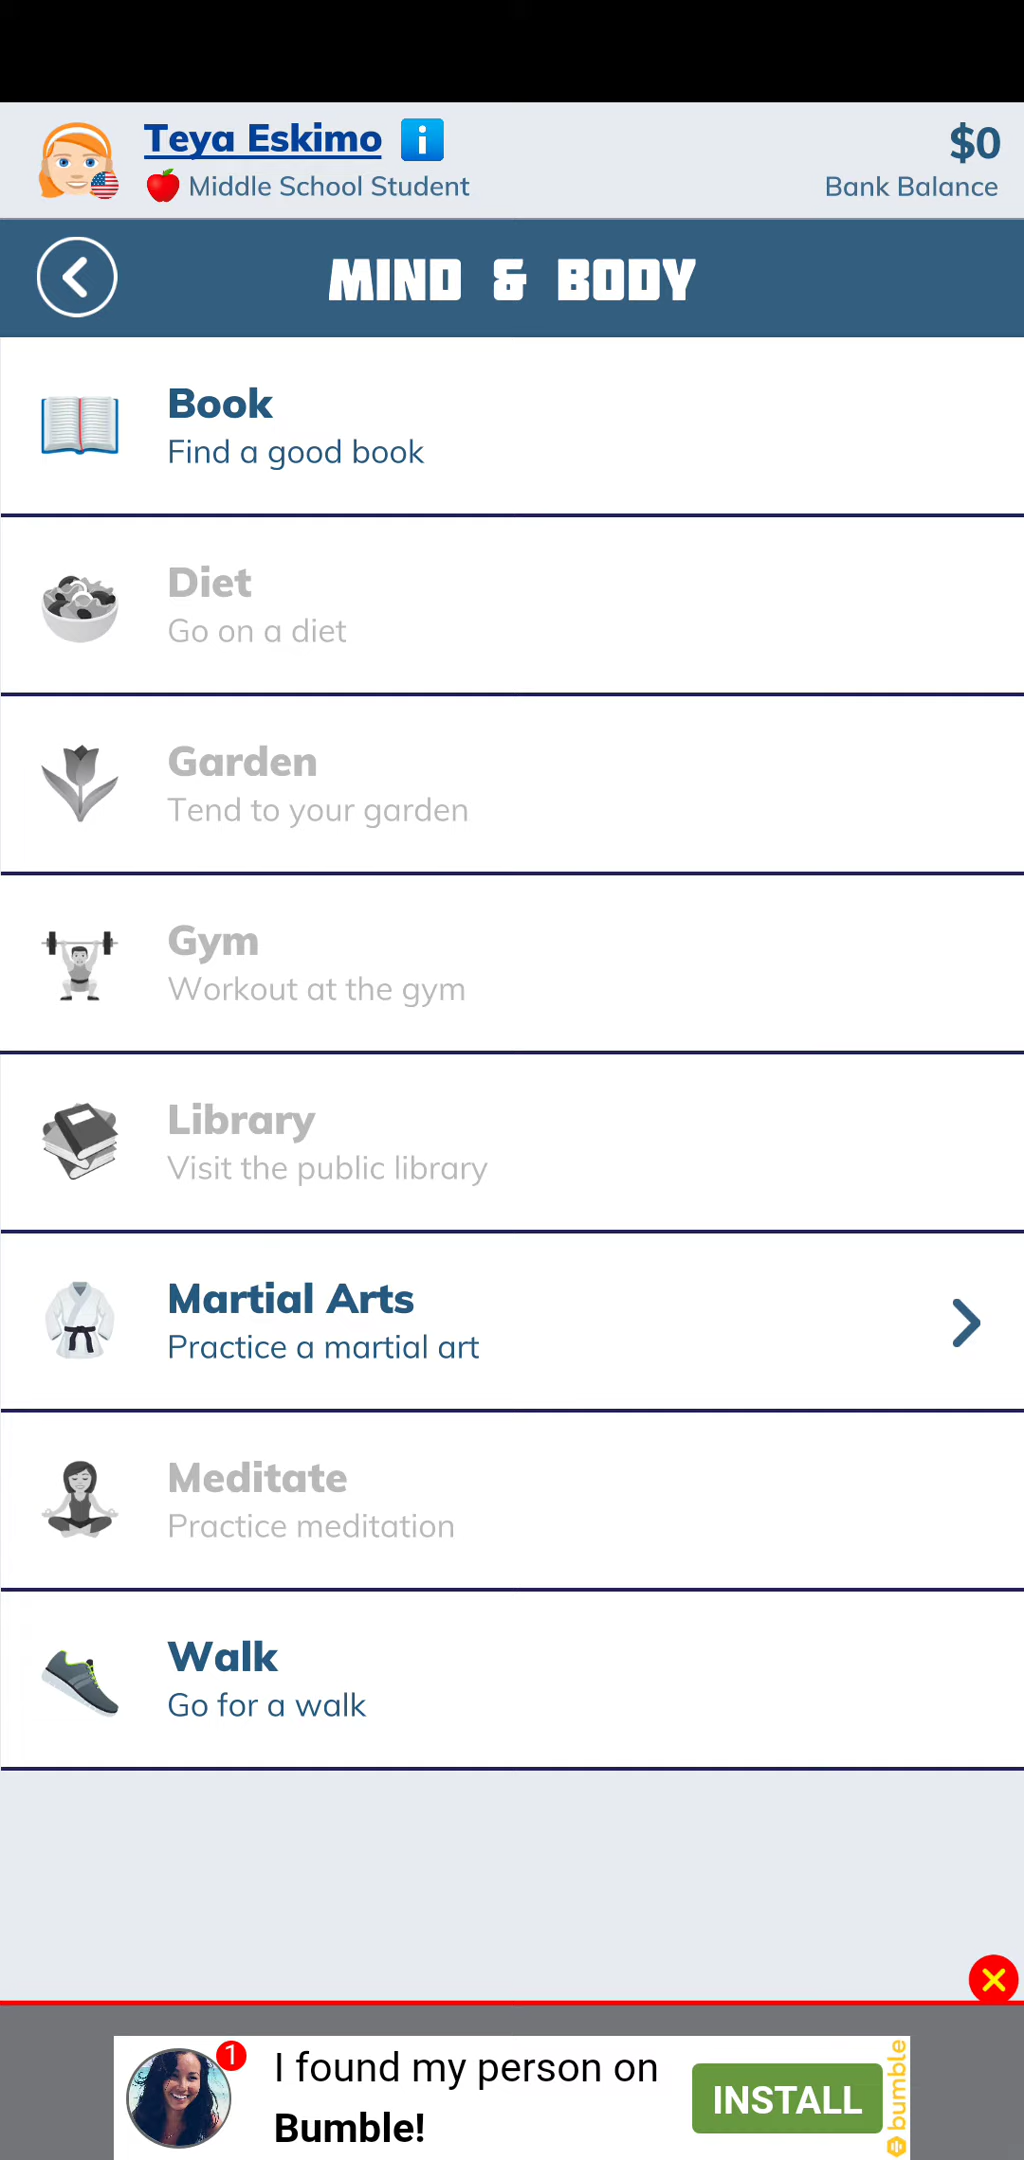 Teya Eskimo
$0
Middle School Student
Bank Balance
MIND & BODY
Book
Find a good book
Diet
Go on a diet
Garden
Tend to your garden
Gym
Workout at the gym
Library
Visit the public library
Martial Arts
Practice a martial art
Meditate
Practice meditation
Walk
Go for a walk
1
I found my person on
Bumble!
INSTALL
bumble